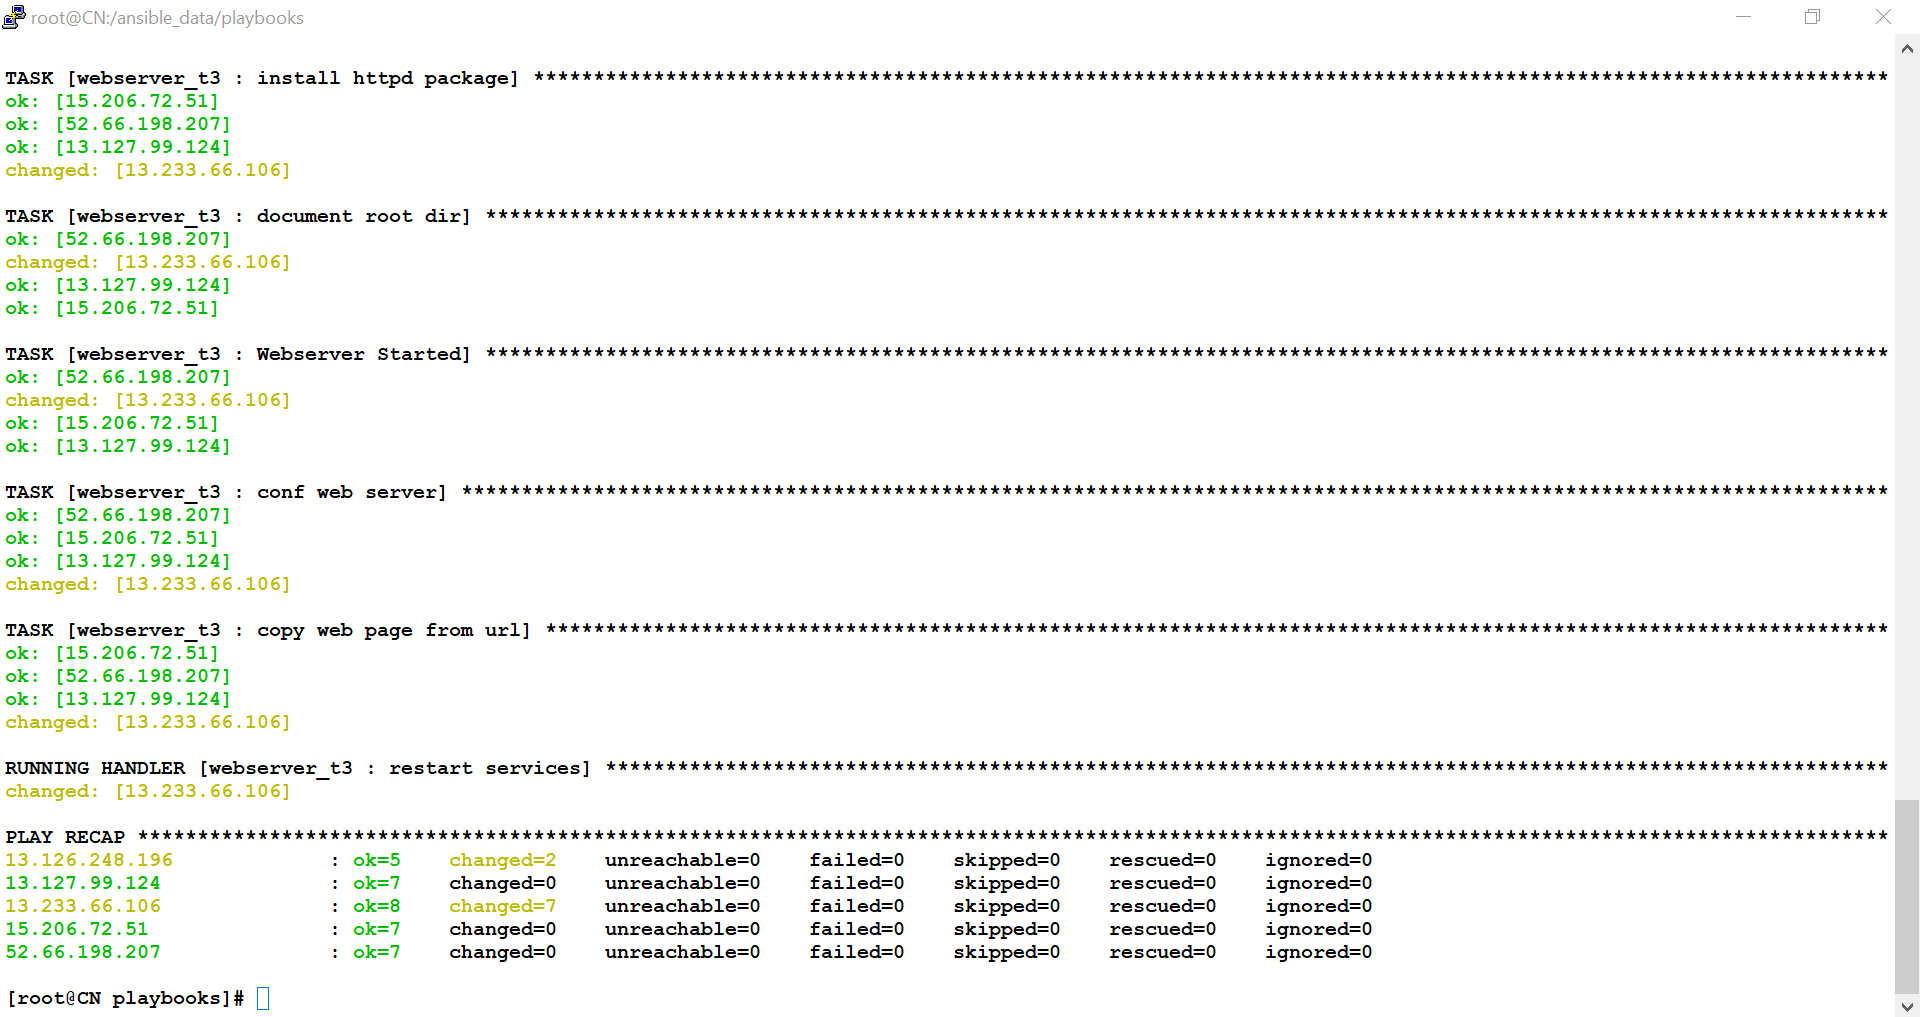 root@CN:/ansible_data/playbooks
TASK [webserver_t3 : install httpd package] *****************************************************************************************************************
ok: [15.206.72.51]
ok: [52.66.198.207]
ok: [13.127.99.124]
changed: [13.233.66.106]
TASK [webserver_t3 : document root dir] *********************************************************************************************************************
ok: [52.66.198.207]
changed: [13.233.66.106]
ok: [13.127.99.124]
ok: [15.206.72.51]
TASK [webserver_t3 : Webserver Started] *********************************************************************************************************************
ok: [52.66.198.207]
changed: [13.233.66.106]
ok: [15.206.72.51]
ok: [13.127.99.124]
TASK [webserver_t3 : conf web server] ***********************************************************************************************************************
ok: [52.66.198.207]
ok: [15.206.72.51]
ok: [13.127.99.124]
changed: [13.233.66.106]
TASK [webserver_t3 : copy web page from url] ****************************************************************************************************************
ok: [15.206.72.51]
ok: [52.66.198.207]
ok: [13.127.99.124]
changed: [13.233.66.106]
RUNNING HANDLER [webserver_t3 : restart services] ***********************************************************************************************************
changed: [13.233.66.106]
PLAY RECAP **************************************************************************************************************************************************
13.126.248.196 : ok=5 changed=2 unreachable=0 failed=0 skipped=0 rescued=0 ignored=0
13.127.99.124 : ok=7 changed=0 unreachable=0 failed=0 skipped=0 rescued=0 ignored=0
13.233.66.106 : ok=8 changed=7 unreachable=0 failed=0 skipped=0 rescued=0 ignored=0
15.206.72.51 : ok=7 changed=0 unreachable=0 failed=0 skipped=0 rescued=0 ignored=0
52.66.198.207 : ok=7 changed=0 unreachable=0 failed=0 skipped=0 rescued=0 ignored=0
[root@CN playbooks]#